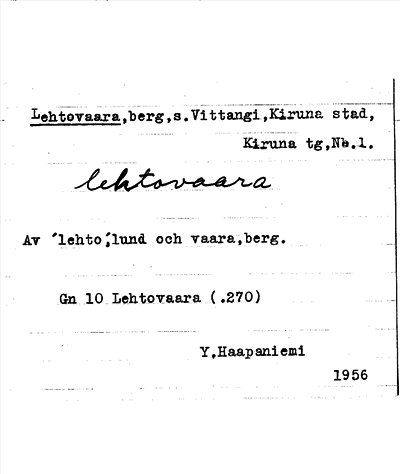 Lehtovaara,berg,s.Vittangi,Kiruna stad,
Kiruna tg,Nb.l.
lehtovaara
Av ´lehto´,lund och vaara,berg.
Gn 10 Lehtovaara (.270)
Y,Haapaniemi
1956